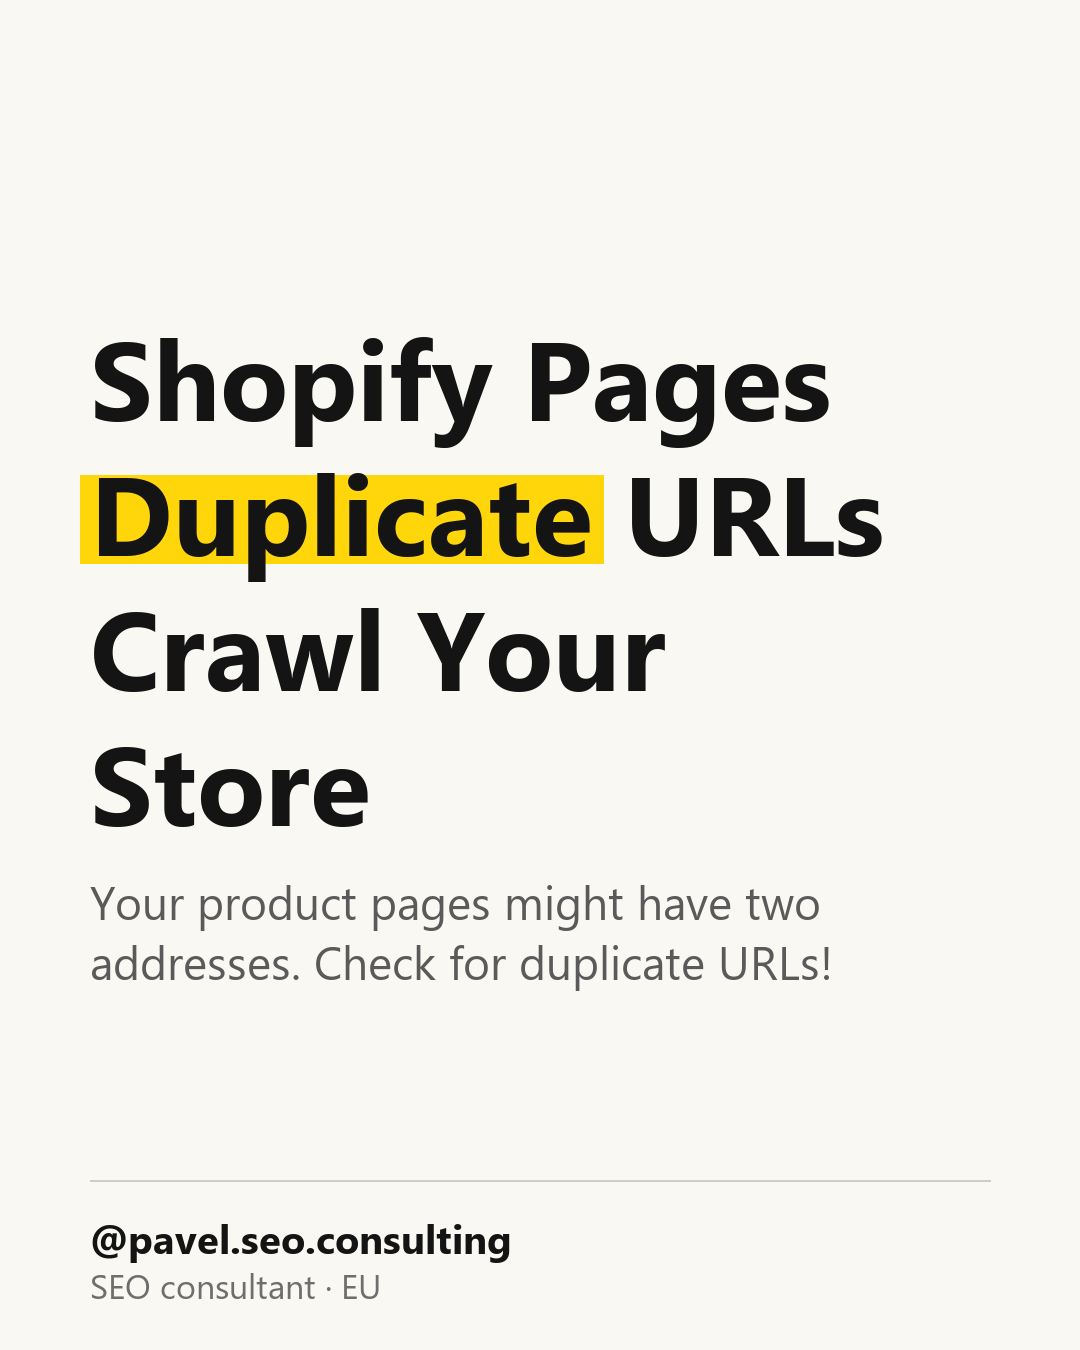 Shopify Pages
Duplicate URLs
Crawl Your
Store
Your product pages might have two
addresses. Check for duplicate URLs!
@pavel.seo.consulting
SEO consultant · EU